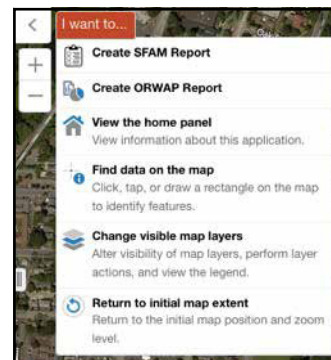 I want to...
Create SFAM Report
Create ORWAP Report
View the home panel
View information about this application.
Find data on the map
Click, tap, or draw a rectangle on the map
to identify features.
Change visible map layers
Alter visibility of map layers, perform layer
actions, and view the legend.
Return to initial map extent
Return to the initial map position and zoom
level.